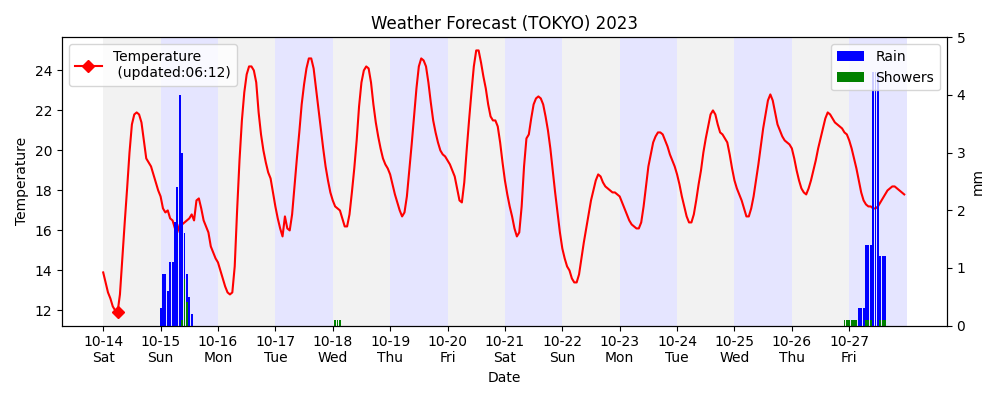 Weather Forecast (TOKYO) 2023
Temperature
(updated:06:12)
Rain
Showers
Temperature
24
22
20
18
16
14
12
5
4
3
2
1
0
mm
10-14 10-15 10-16 10-17 10-18 10-19 10-20 10-21 10-22 10-23 10-24 10-25 10-26 10-27
Sat Sun Mon Tue Wed Thu Fri Sat Sun Mon Tue Wed Thu Fri
Date